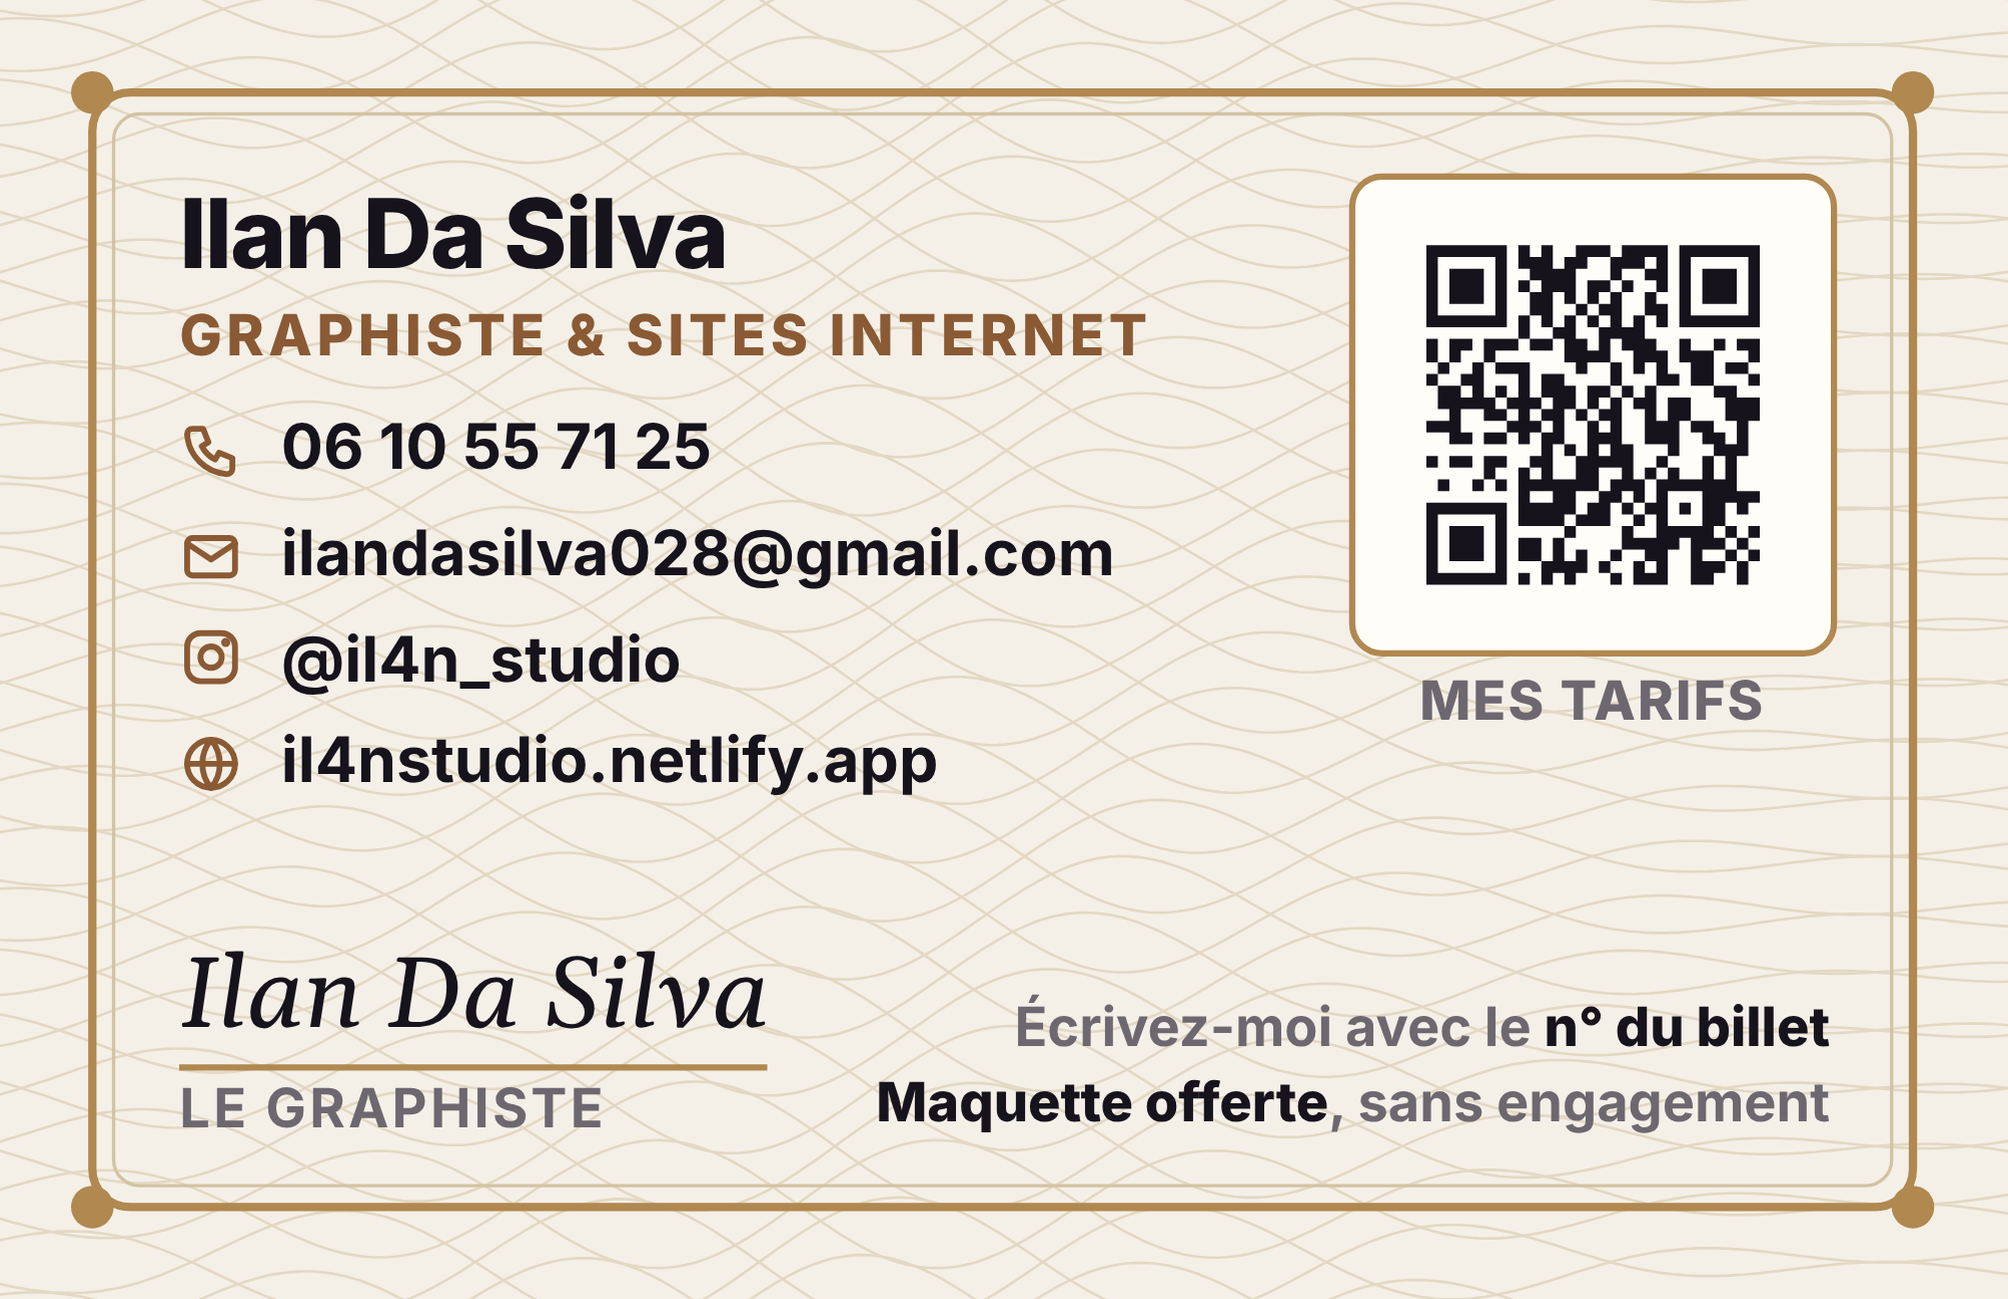 Ilan Da Silva
GRAPHISTE & SITES INTERNET
06 10 55 71 25
ilandasilva028@gmail.com
@il4n_studio
il4nstudio.netlify.app
MES TARIFS
Ilan Da Silva
LE GRAPHISTE
Écrivez-moi avec le n° du billet
Maquette offerte, sans engagement